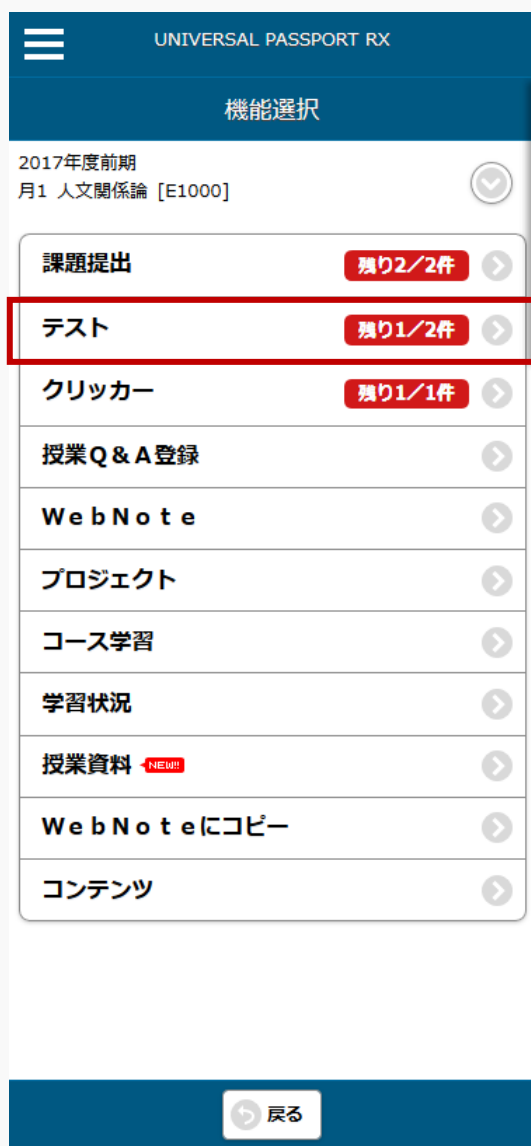 UNIVERSAL PASSPORT RX
機能選択
2017年度前期
月1 人文関係論 [E1000]
課題提出 残り2／2件
テスト 残り1／2件
クリッカー 残り1／1件
授業Ｑ＆Ａ登録
ＷｅｂＮｏｔｅ
プロジェクト
コース学習
学習状況
授業資料 NEW!!
ＷｅｂＮｏｔｅにコピー
コンテンツ
戻る